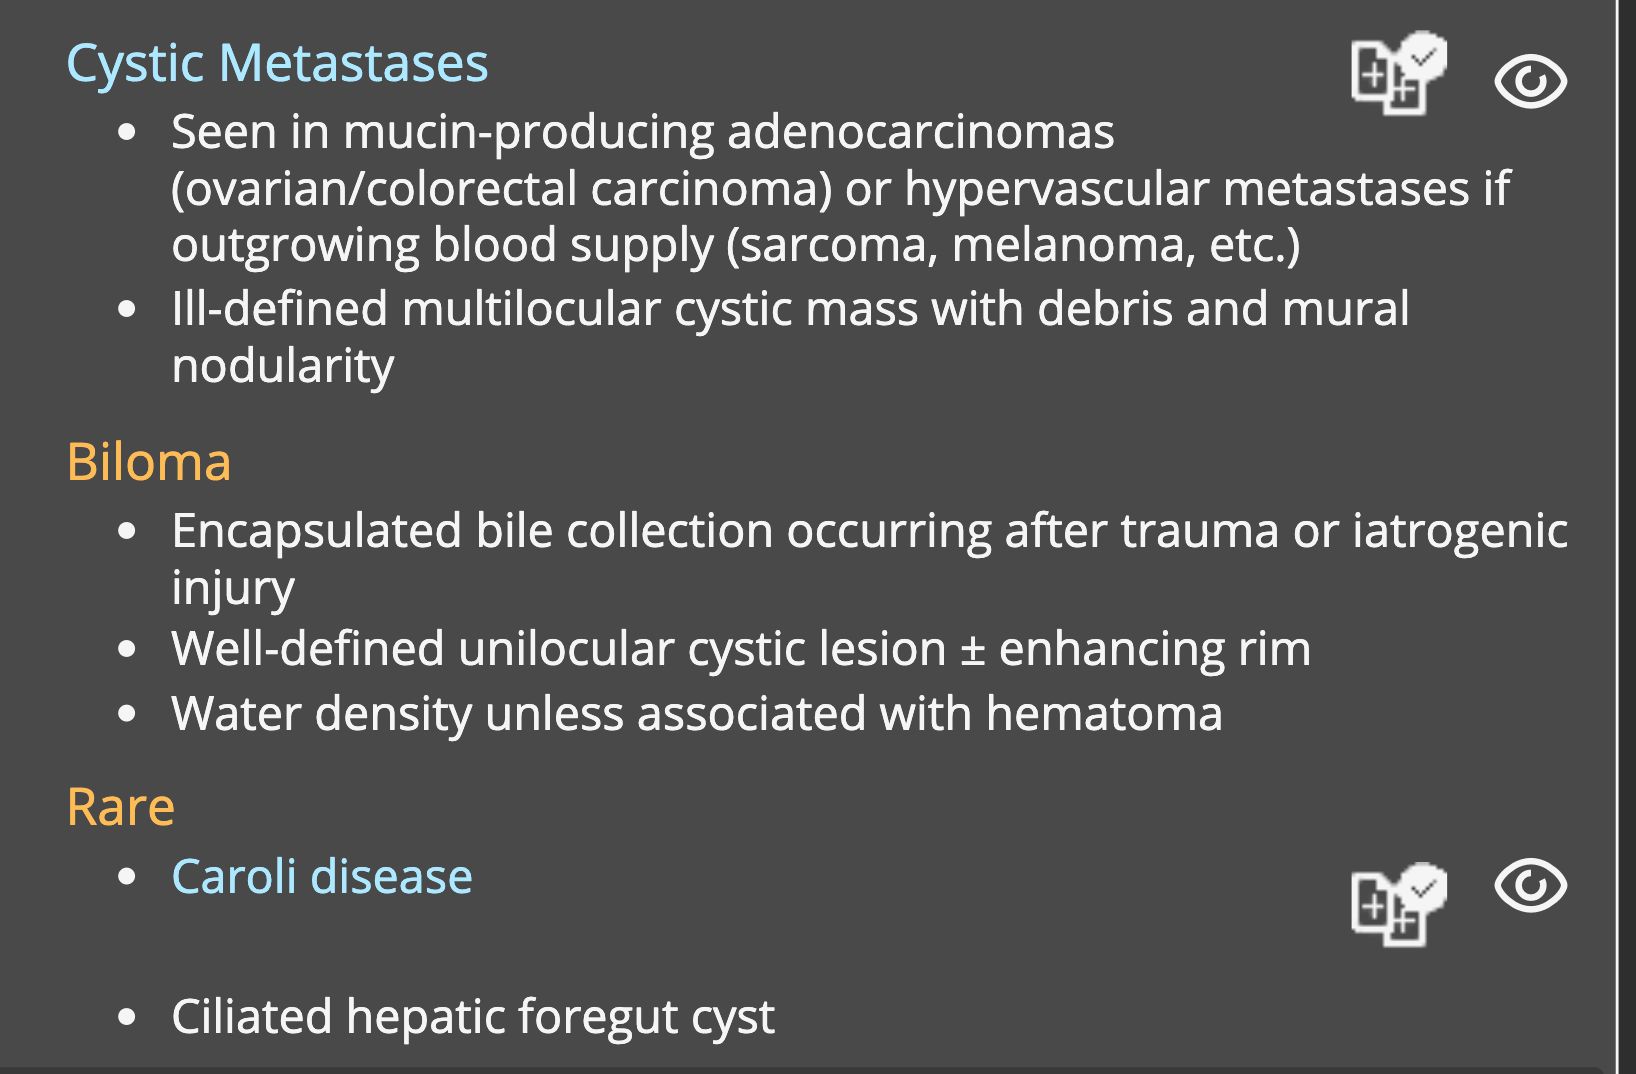 Cystic Metastases
• Seen in mucin-producing adenocarcinomas
(ovarian/colorectal carcinoma) or hypervascular metastases if
outgrowing blood supply (sarcoma, melanoma, etc.)
• Ill-defined multilocular cystic mass with debris and mural
nodularity
Biloma
• Encapsulated bile collection occurring after trauma or iatrogenic
injury
• Well-defined unilocular cystic lesion ± enhancing rim
• Water density unless associated with hematoma
Rare
• Caroli disease
• Ciliated hepatic foregut cyst